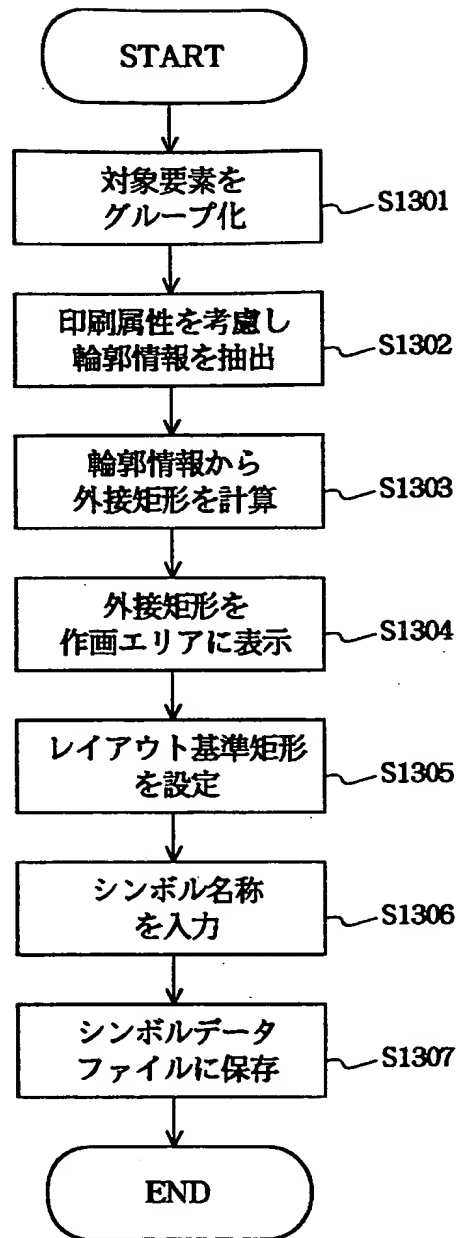 START
対象要素を
グループ化
S1301
印刷属性を考慮し
輪郭情報を抽出
S1302
輪郭情報から
外接矩形を計算
S1303
外接矩形を
作画エリアに表示
S1304
レイアウト基準矩形
を設定
S1305
シンボル名称
を入力
S1306
シンボルデータ
ファイルに保存
S1307
END